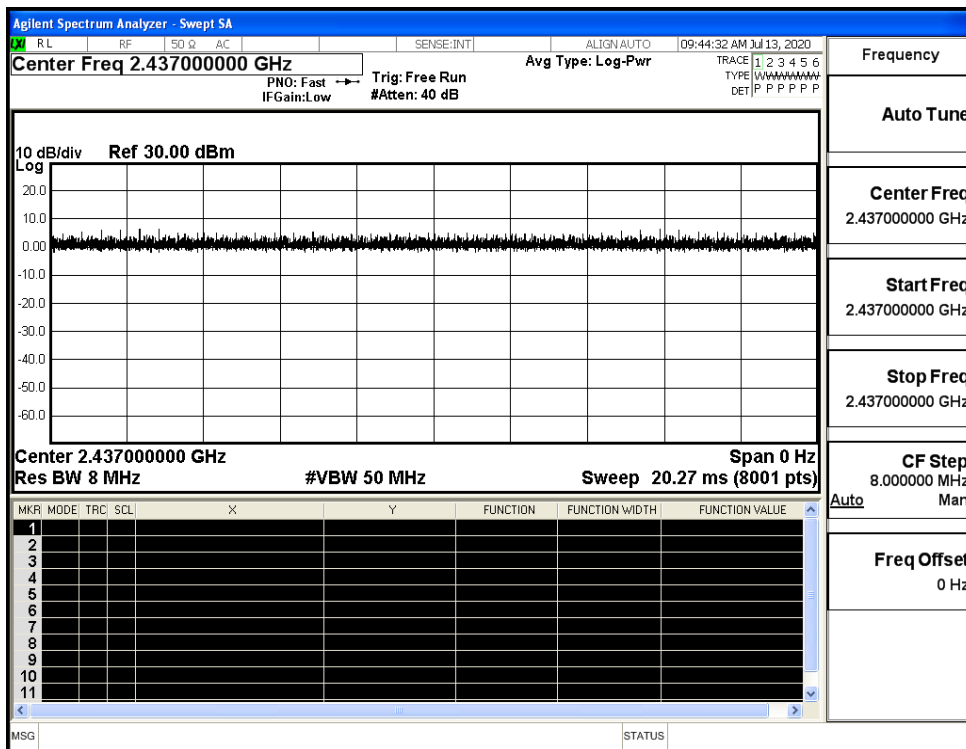 Agilent Spectrum Analyzer - Swept SA
LXI RL RF 50 Ω AC SENSE:INT ALIGNAUTO 09:44:32 AM Jul 13, 2020
Center Freq 2.437000000 GHz
PNO: Fast
IFGain:Low
Trig: Free Run
#Atten: 40 dB
Avg Type: Log-Pwr
TRACE 1 2 3 4 5 6
TYPE WWWWWW
DET P P P P P P
10 dB/div Ref 30.00 dBm
Log
20.0
10.0
0.00
-10.0
-20.0
-30.0
-40.0
-50.0
-60.0
Center 2.437000000 GHz Span 0 Hz
Res BW 8 MHz #VBW 50 MHz Sweep 20.27 ms (8001 pts)
MKR MODE TRC SCL X Y FUNCTION FUNCTION WIDTH FUNCTION VALUE
1
2
3
4
5
6
7
8
9
10
11
MSG STATUS
Frequency
Auto Tune
Center Freq
2.437000000 GHz
Start Freq
2.437000000 GHz
Stop Freq
2.437000000 GHz
CF Step
8.000000 MHz
Auto Man
Freq Offset
0 Hz